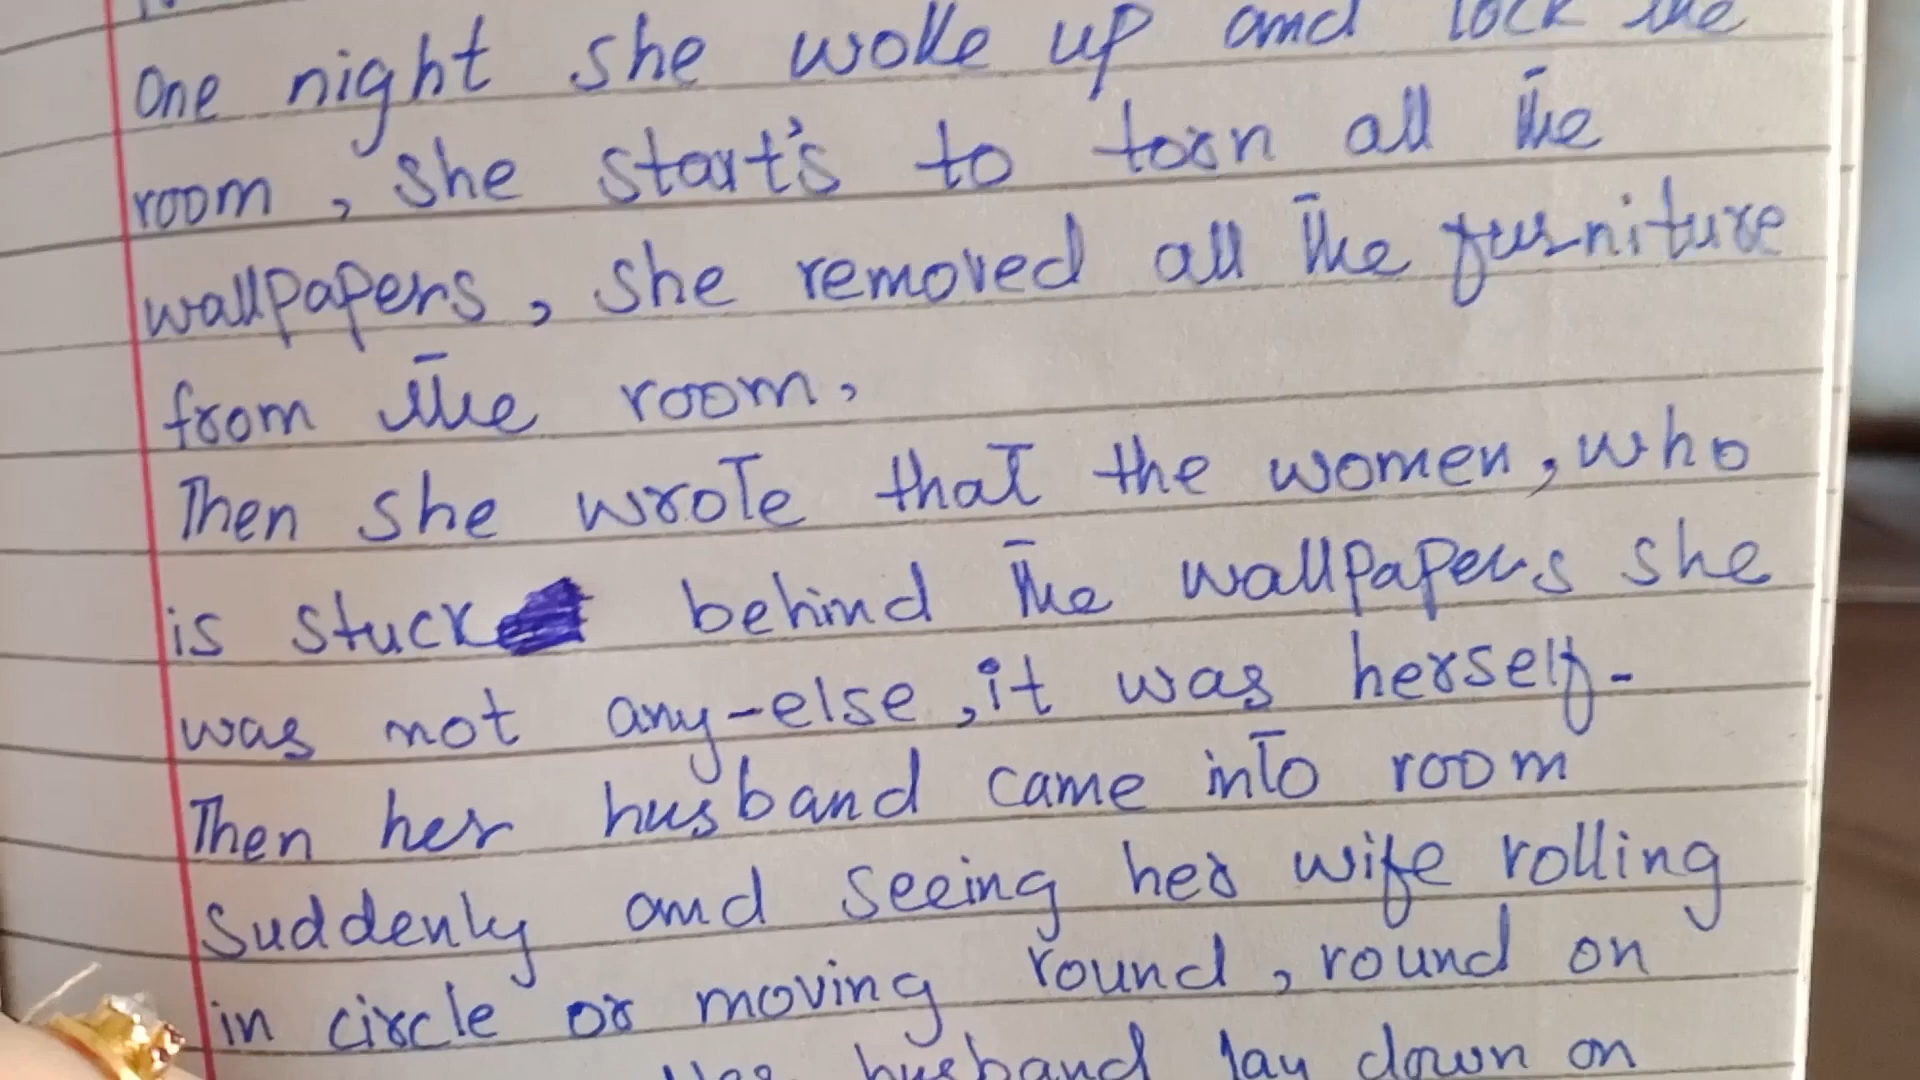 One night she woke up and lock the
room, she start's to torn all the
wallpapers, she removed all the furniture
from the room,
Then she wrote that the women, who
is stuck behind the wallpapers she
was not any-else, it was herself-
Then her husband came into room
Suddenly and seeing her wife rolling
in circle or moving round, round on
husband lay down on